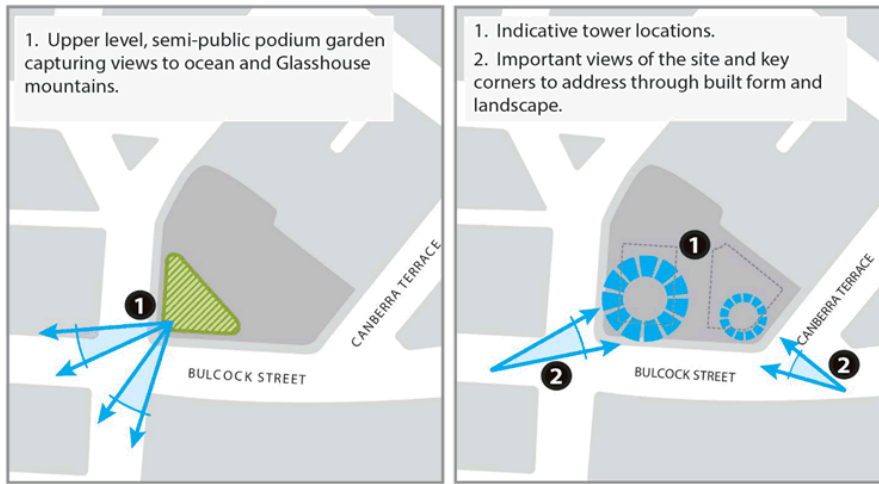 1. Upper level, semi-public podium garden
capturing views to ocean and Glasshouse
mountains.
1
BULCOCK STREET
CANBERRA TERRACE
1. Indicative tower locations.
2. Important views of the site and key
corners to address through built form and
landscape.
1
2
2
BULCOCK STREET
CANBERRA TERRACE